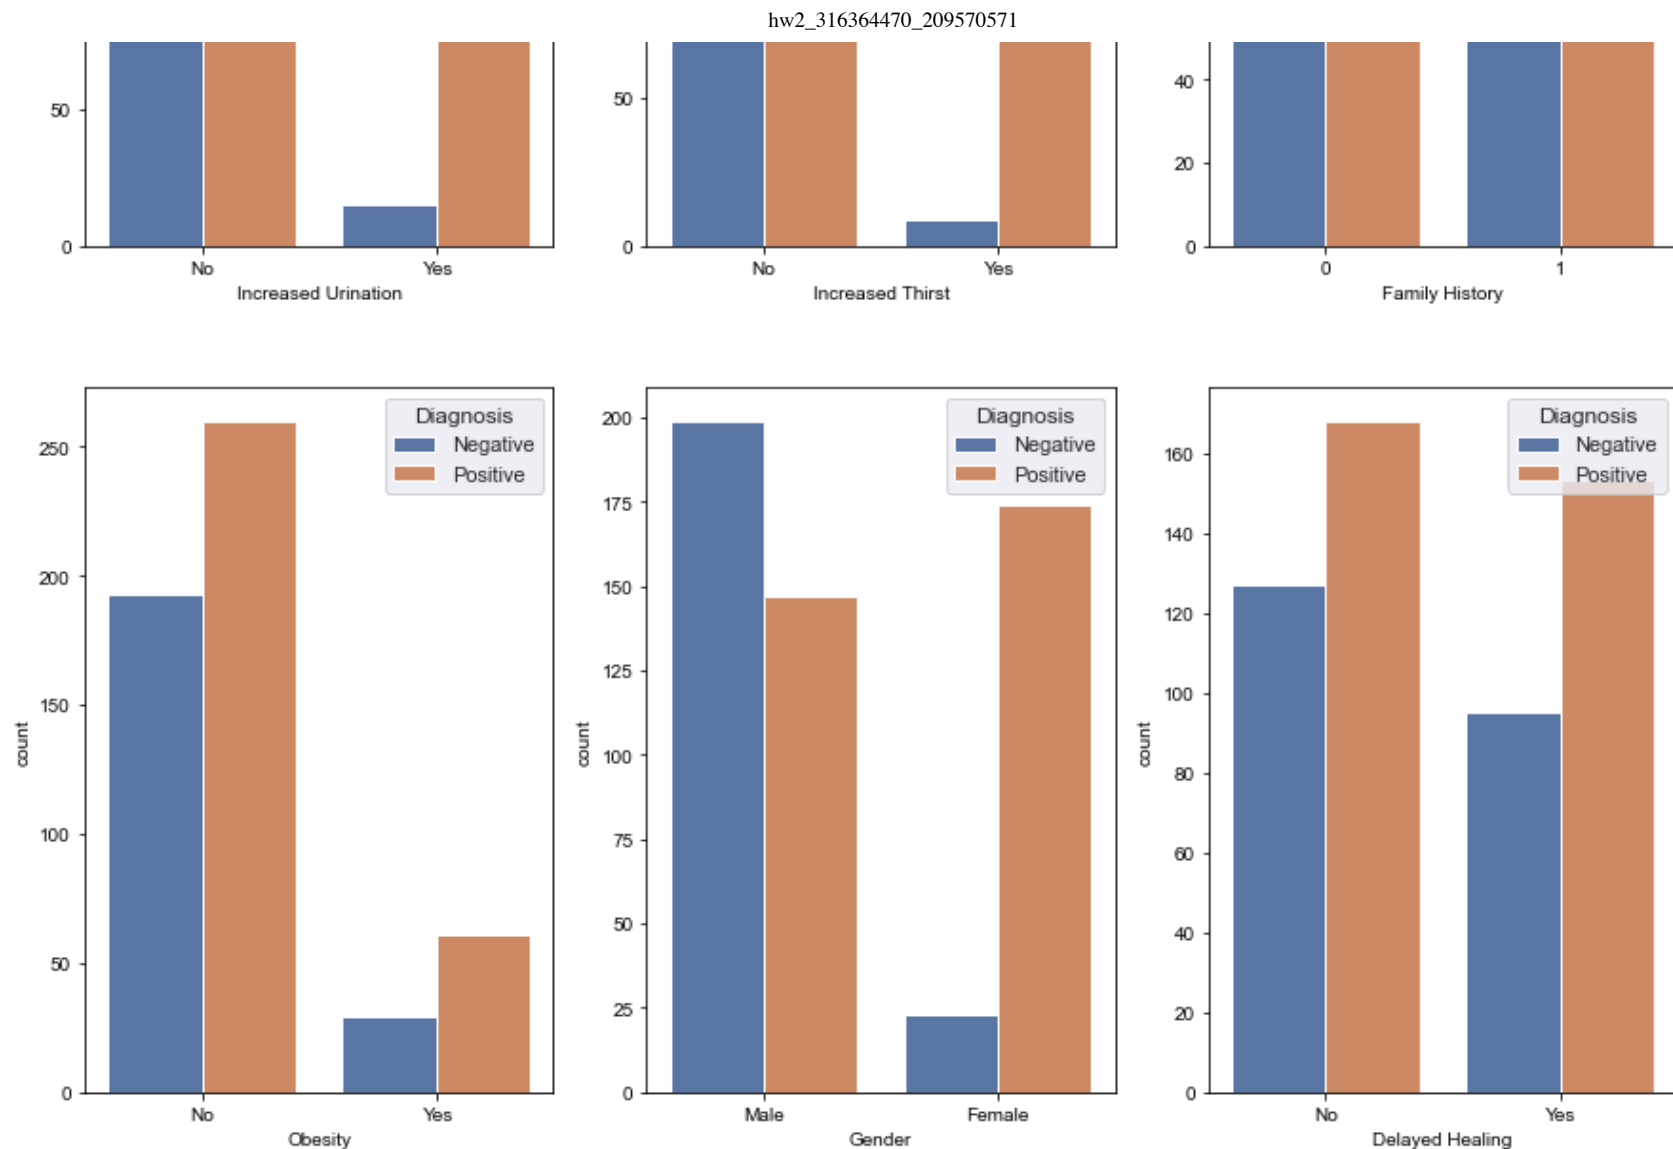 hw2_316364470_209570571
50
0
No
Yes
Increased Urination
50
0
No
Yes
Increased Thirst
40
20
0
0
1
Family History
250
200
150
100
50
0
count
Diagnosis
Negative
Positive
No
Yes
Obesity
200
175
150
125
100
75
50
25
0
count
Diagnosis
Negative
Positive
Male
Female
Gender
160
140
120
100
80
60
40
20
0
count
Diagnosis
Negative
Positive
No
Yes
Delayed Healing